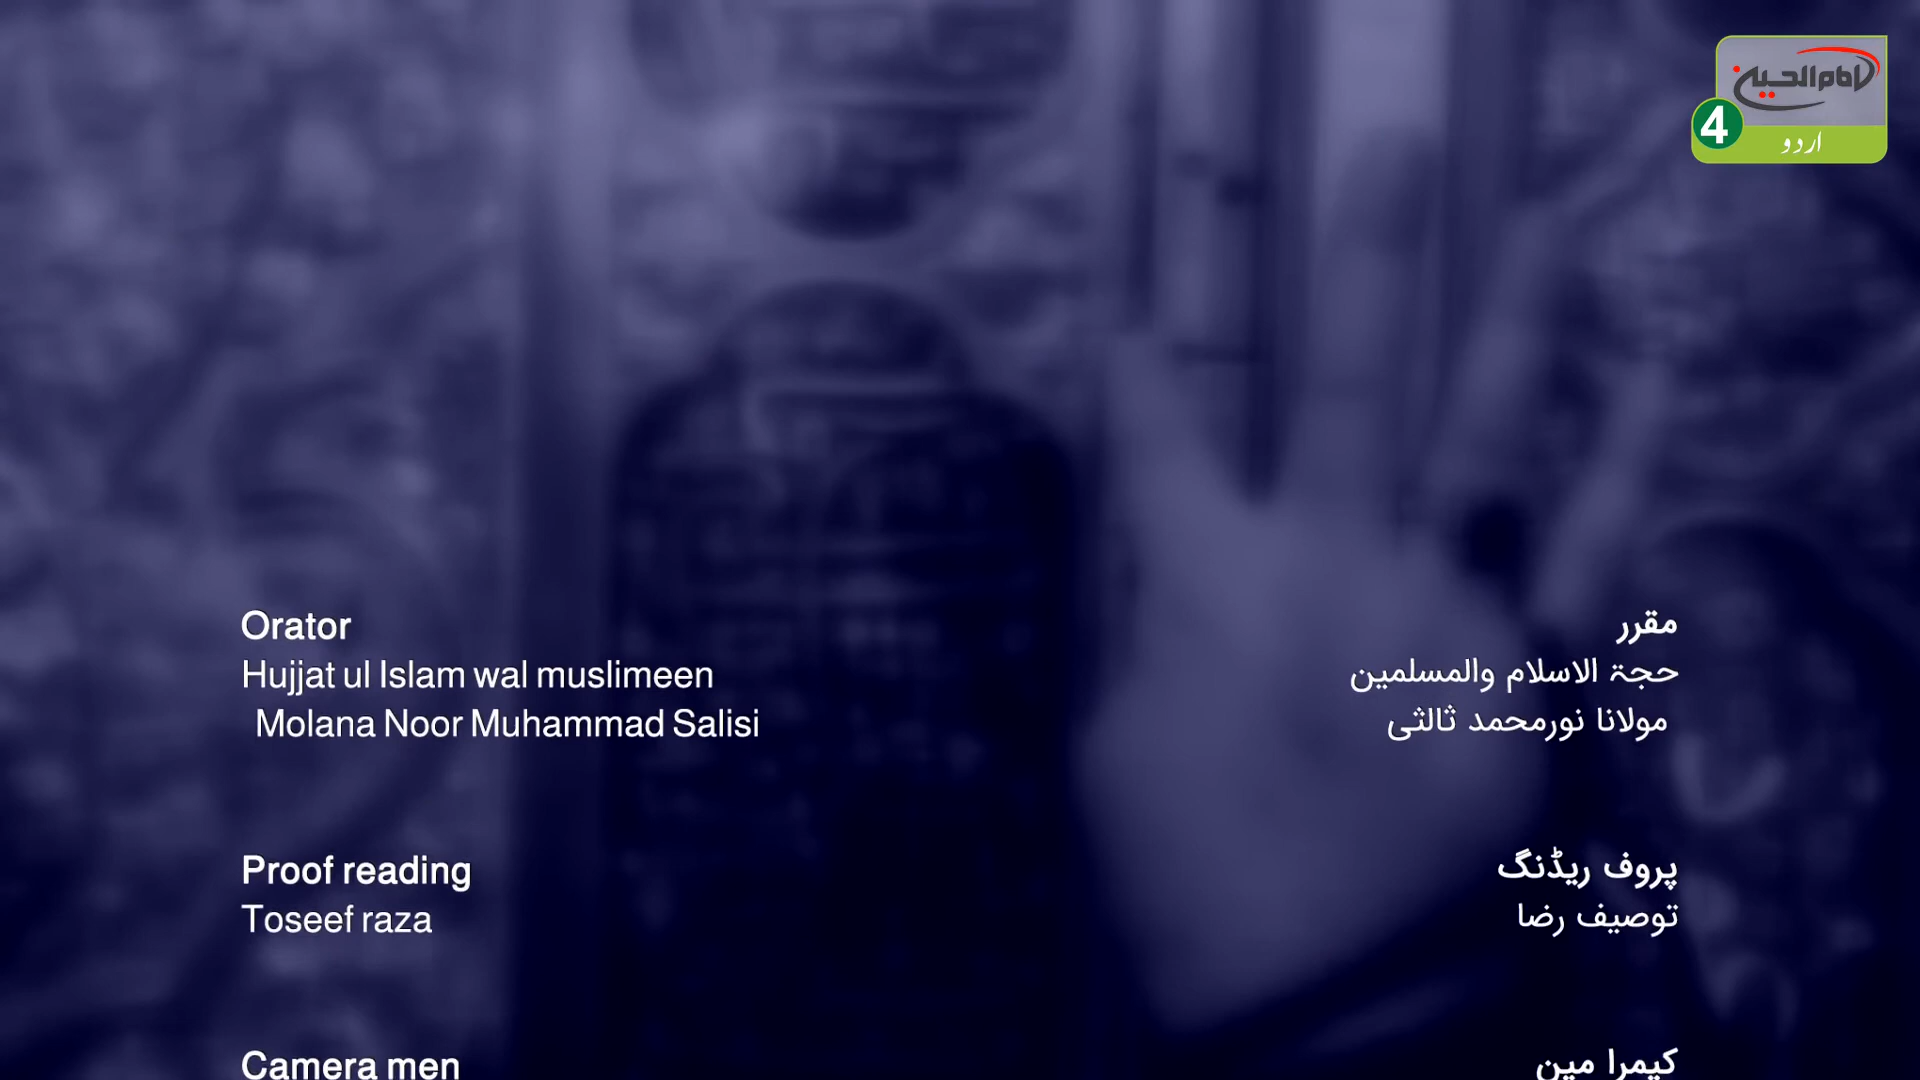 امام الحسین
4
اردو
Orator
مقرر
Hujjat ul Islam wal muslimeen
حجۃ الاسلام والمسلمین
Molana Noor Muhammad Salisi
مولانا نورمحمد ثالثی
Proof reading
پروف ریڈنگ
Toseef raza
توصیف رضا
Camera men
کیمرا مین